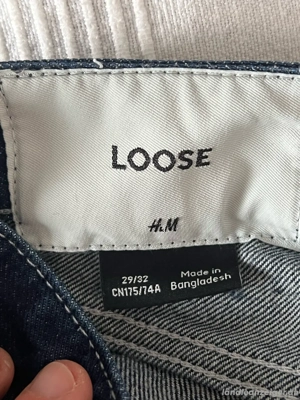 LOOSE
H&M
29/32
CN175/74A
Made in
Bangladesh